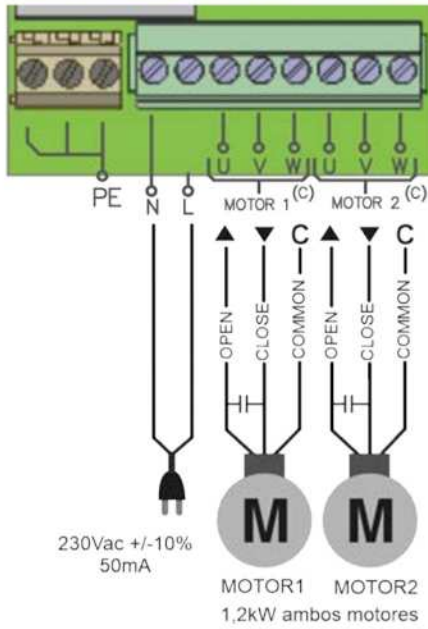 U V W U V W
PE N L MOTOR 1 (C) MOTOR 2 (C)
C C
OPEN CLOSE COMMON OPEN CLOSE COMMON
M M
230Vac +/-10%
50mA
MOTOR1 MOTOR2
1,2kW ambos motores